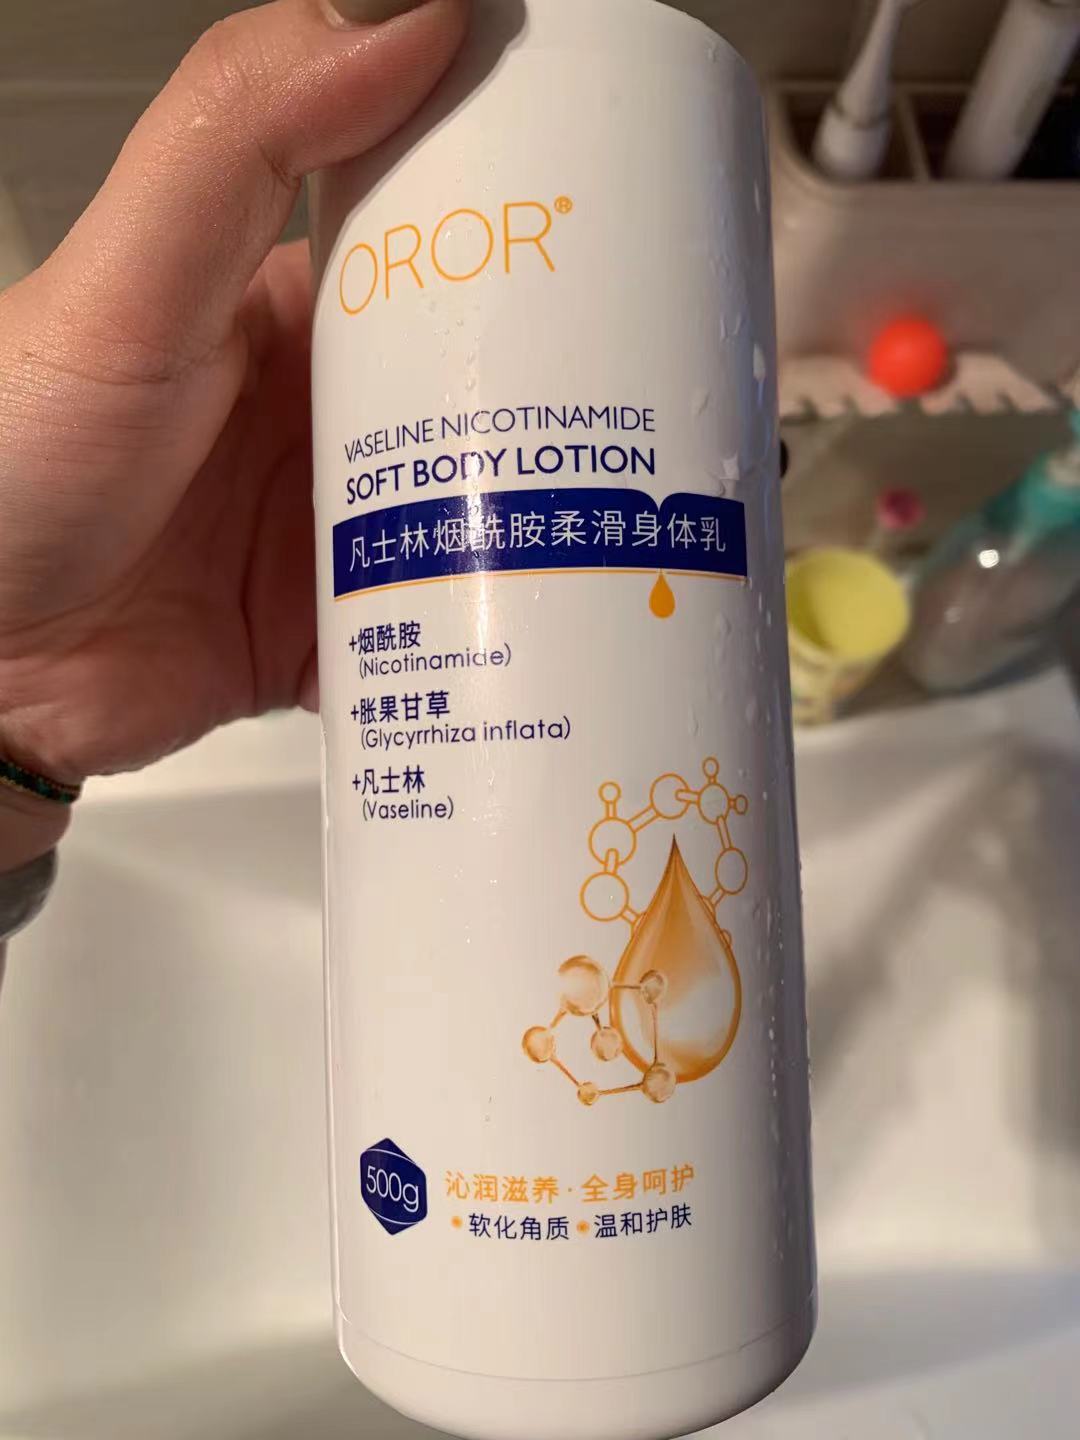 OROR®
VASELINE NICOTINAMIDE
SOFT BODY LOTION
凡士林烟酰胺柔滑身体乳
+烟酰胺
(Nicotinamide)
+胀果甘草
(Glycyrrhiza inflata)
+凡士林
(Vaseline)
500g
沁润滋养·全身呵护
•软化角质 •温和护肤